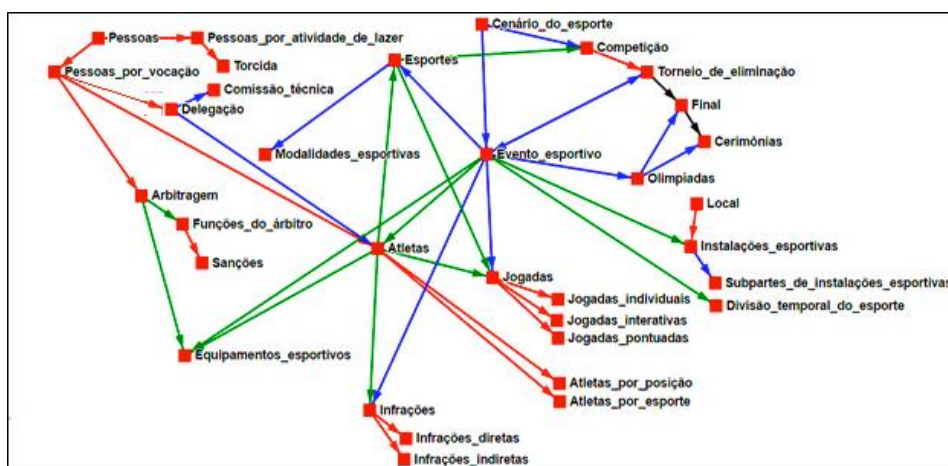 Cenário_do_esporte
Pessoas
Pessoas_por_atividade_de_lazer
Competição
Esportes
Torcida
Pessoas_por_vocação
Torneio_de_eliminação
Comissão_técnica
Delegação
Final
Cerimônias
Modalidades_esportivas
Evento_esportivo
Olimpíadas
Arbitragem
Local
Funções_do_árbitro
Atletas
Instalações_esportivas
Sanções
Jogadas
Subpartes_de_instalações_esportivas
Jogadas_individuais
Divisão_temporal_do_esporte
Jogadas_interativas
Jogadas_pontuadas
Equipamentos_esportivos
Atletas_por_posição
Atletas_por_esporte
Infrações
Infrações_diretas
Infrações_indiretas